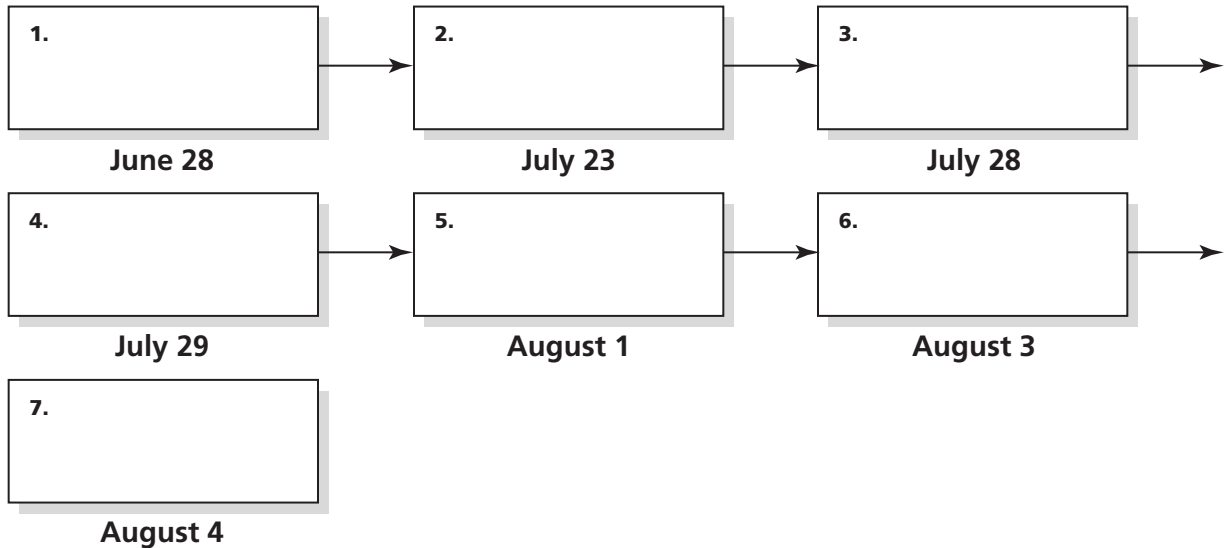 1. 2. 3.
June 28 July 23 July 28
4. 5. 6.
July 29 August 1 August 3
7.
August 4